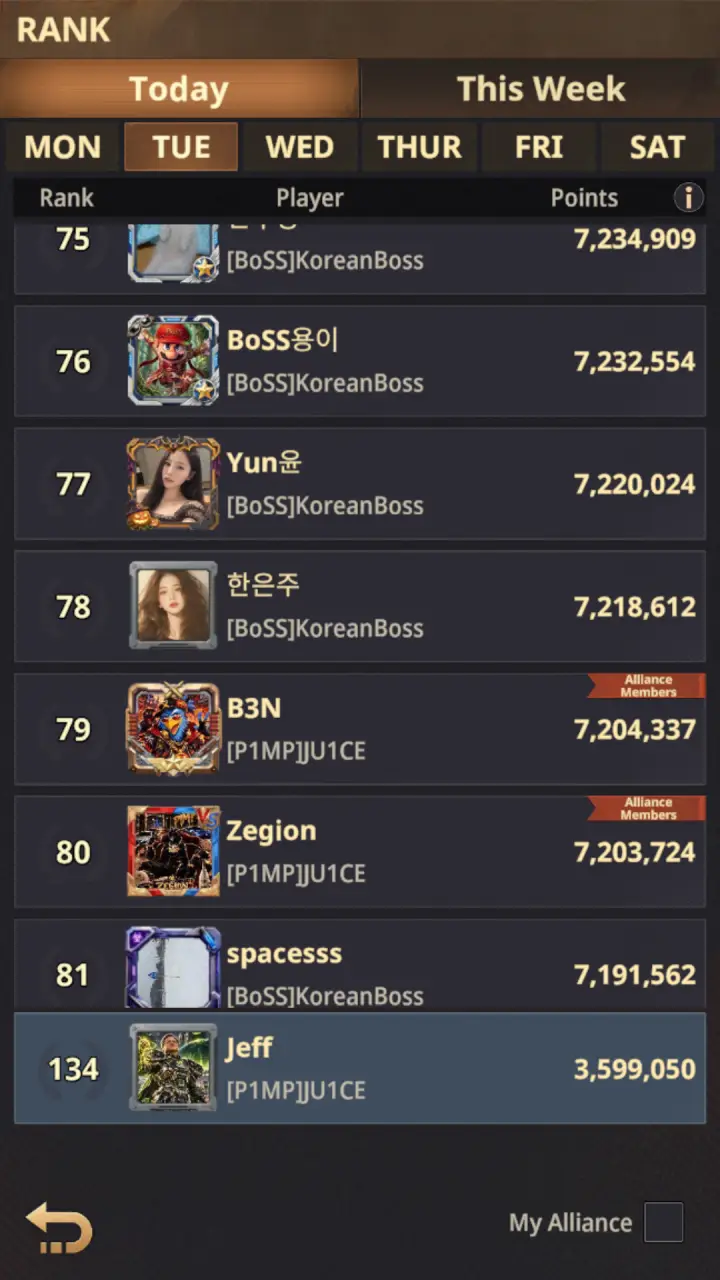 RANK
Today
This Week
MON
TUE
WED
THUR
FRI
SAT
Rank
Player
Points
75
[BoSS]KoreanBoss
7,234,909
76
BoSS용이
[BoSS]KoreanBoss
7,232,554
77
Yun윤
[BoSS]KoreanBoss
7,220,024
78
한은주
[BoSS]KoreanBoss
7,218,612
Alliance
Members
79
B3N
[P1MP]JU1CE
7,204,337
Alliance
Members
80
Zegion
[P1MP]JU1CE
7,203,724
81
spacesss
[BoSS]KoreanBoss
7,191,562
134
Jeff
[P1MP]JU1CE
3,599,050
My Alliance